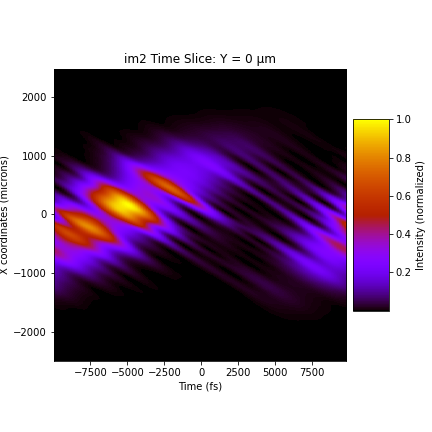 im2 Time Slice: Y = 0 μm
2000
1000
0
−1000
−2000
X coordinates (microns)
−7500 −5000 −2500 0 2500 5000 7500
Time (fs)
1.0
0.8
0.6
0.4
0.2
Intensity (normalized)